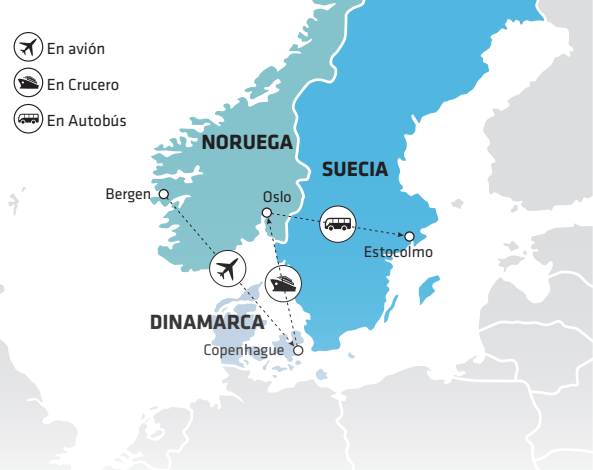 En avión
En Crucero
En Autobús
NORUEGA
SUECIA
Bergen
Oslo
Estocolmo
DINAMARCA
Copenhague